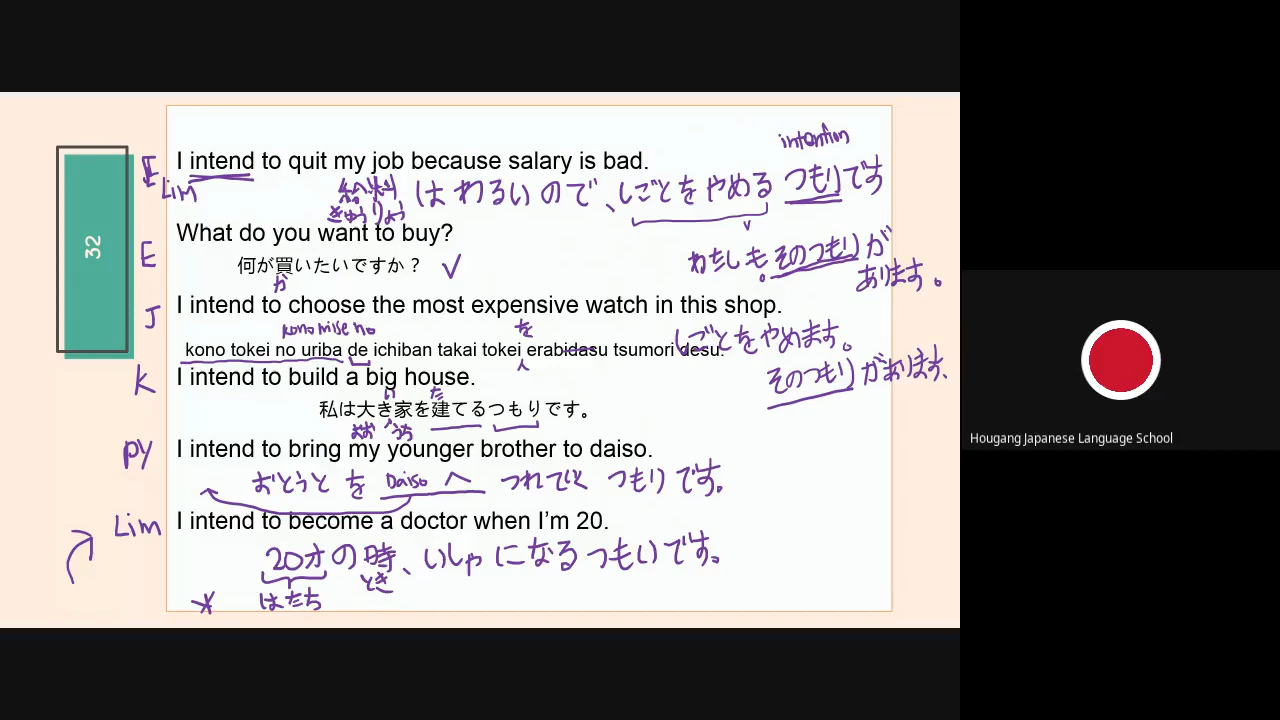 intention
I intend to quit my job because salary is bad.
I
Lim
給料 は わるい の で 、しごとを やめる つもりです
きゅうりょう
32
What do you want to buy?
E
わたし も そのつもり が
あります。
何が買いたいですか？ ✓
か
I intend to choose the most expensive watch in this shop.
J
kono mise no
を
kono tokei no uriba de ichiban takai tokei erabidasu tsumori desu.
しごとを やめます。
I intend to build a big house.
K
そのつもり があります、
い た
私は大き家を建てるつもりです。
おお うち
I intend to bring my younger brother to daiso.
PY
おとうと を Daiso へ つれてく つもり です。
Lim
I intend to become a doctor when I’m 20.
20才 の 時、いしゃ になる つもいです。
とき
はたち
Hougang Japanese Language School